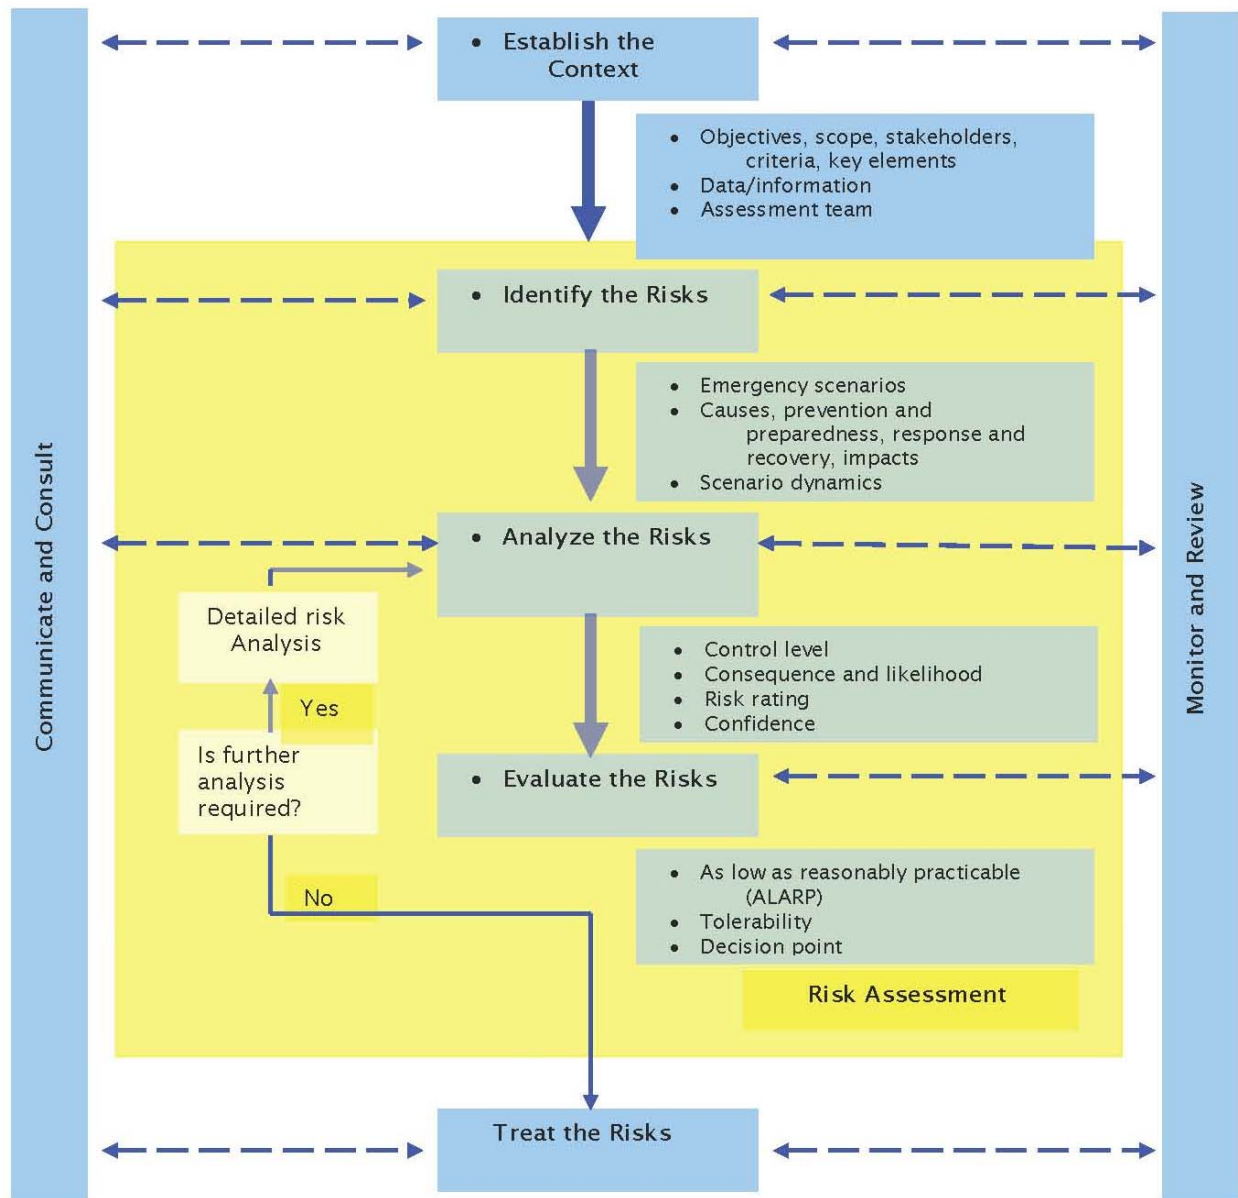 Communicate and Consult
• Establish the
Context
• Objectives, scope, stakeholders,
criteria, key elements
• Data/information
• Assessment team
• Identify the Risks
• Emergency scenarios
• Causes, prevention and
preparedness, response and
recovery, impacts
• Scenario dynamics
• Analyze the Risks
Detailed risk
Analysis
• Control level
• Consequence and likelihood
• Risk rating
• Confidence
Yes
Is further
analysis
required?
• Evaluate the Risks
No
• As low as reasonably practicable
(ALARP)
• Tolerability
• Decision point
Risk Assessment
Treat the Risks
Monitor and Review